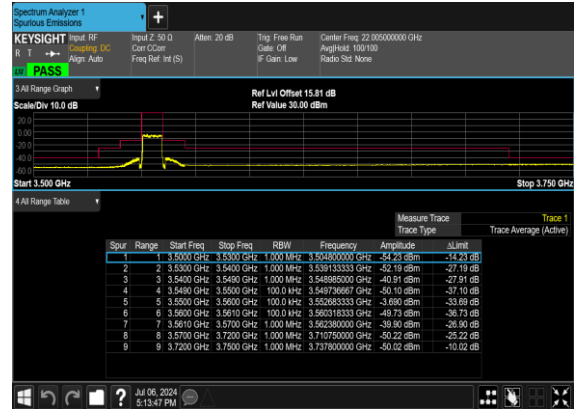 Spectrum Analyzer 1
Spurious Emissions
KEYSIGHT Input: RF Input Z: 50 Ω Atten: 20 dB Trig: Free Run Center Freq: 22.005000000 GHz
R T Coupling: DC Corr CCorr Gate: Off Avg|Hold: 100/100
Align: Auto Freq Ref: Int (S) IF Gain: Low Radio Std: None
PASS
3 All Range Graph
Ref Lvl Offset 15.81 dB
Scale/Div 10.0 dB Ref Value 30.00 dBm
20.0
0.00
-20.0
-40.0
-60.0
Start 3.500 GHz Stop 3.750 GHz
4 All Range Table
Measure Trace Trace 1
Trace Type Trace Average (Active)
Spur Range Start Freq Stop Freq RBW Frequency Amplitude ΔLimit
1 1 3.5000 GHz 3.5300 GHz 1.000 MHz 3.504800000 GHz -54.23 dBm -14.23 dB
2 2 3.5300 GHz 3.5400 GHz 1.000 MHz 3.539133333 GHz -52.19 dBm -27.19 dB
3 3 3.5400 GHz 3.5490 GHz 1.000 MHz 3.548985000 GHz -40.91 dBm -27.91 dB
4 4 3.5490 GHz 3.5500 GHz 100.0 kHz 3.549736667 GHz -50.10 dBm -37.10 dB
5 5 3.5500 GHz 3.5600 GHz 100.0 kHz 3.552683333 GHz -3.690 dBm -33.69 dB
6 6 3.5600 GHz 3.5610 GHz 100.0 kHz 3.560318333 GHz -49.73 dBm -36.73 dB
7 7 3.5610 GHz 3.5700 GHz 1.000 MHz 3.562380000 GHz -39.90 dBm -26.90 dB
8 8 3.5700 GHz 3.7200 GHz 1.000 MHz 3.710750000 GHz -50.22 dBm -25.22 dB
9 9 3.7200 GHz 3.7500 GHz 1.000 MHz 3.737800000 GHz -50.02 dBm -10.02 dB
Jul 06, 2024
5:13:47 PM